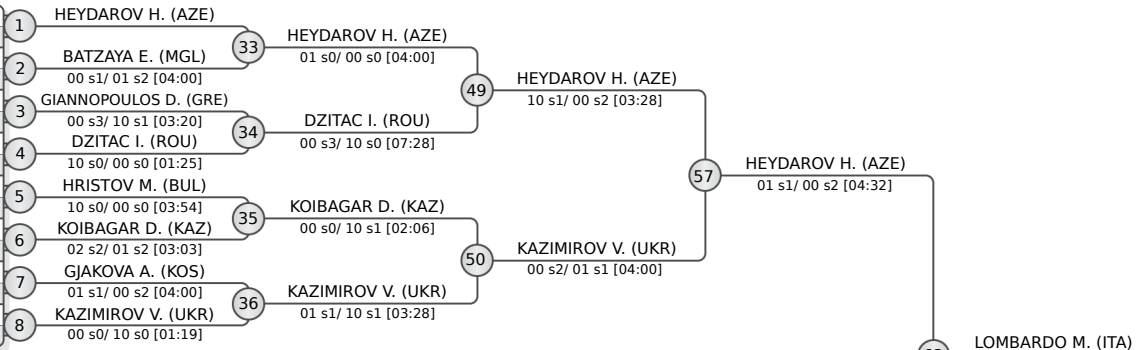 1
HEYDAROV H. (AZE)
33
HEYDAROV H. (AZE)
01 s0/ 00 s0 [04:00]
2
BATZAYA E. (MGL)
00 s1/ 01 s2 [04:00]
49
HEYDAROV H. (AZE)
10 s1/ 00 s2 [03:28]
3
GIANNOPOULOS D. (GRE)
00 s3/ 10 s1 [03:20]
34
DZITAC I. (ROU)
00 s3/ 10 s0 [07:28]
4
DZITAC I. (ROU)
10 s0/ 00 s0 [01:25]
57
HEYDAROV H. (AZE)
01 s1/ 00 s2 [04:32]
5
HRISTOV M. (BUL)
10 s0/ 00 s0 [03:54]
35
KOIBAGAR D. (KAZ)
00 s0/ 10 s1 [02:06]
6
KOIBAGAR D. (KAZ)
02 s2/ 01 s2 [03:03]
50
KAZIMIROV V. (UKR)
00 s2/ 01 s1 [04:00]
7
GJAKOVA A. (KOS)
01 s1/ 00 s2 [04:00]
36
KAZIMIROV V. (UKR)
01 s1/ 10 s1 [03:28]
8
KAZIMIROV V. (UKR)
00 s0/ 10 s0 [01:19]
LOMBARDO M. (ITA)